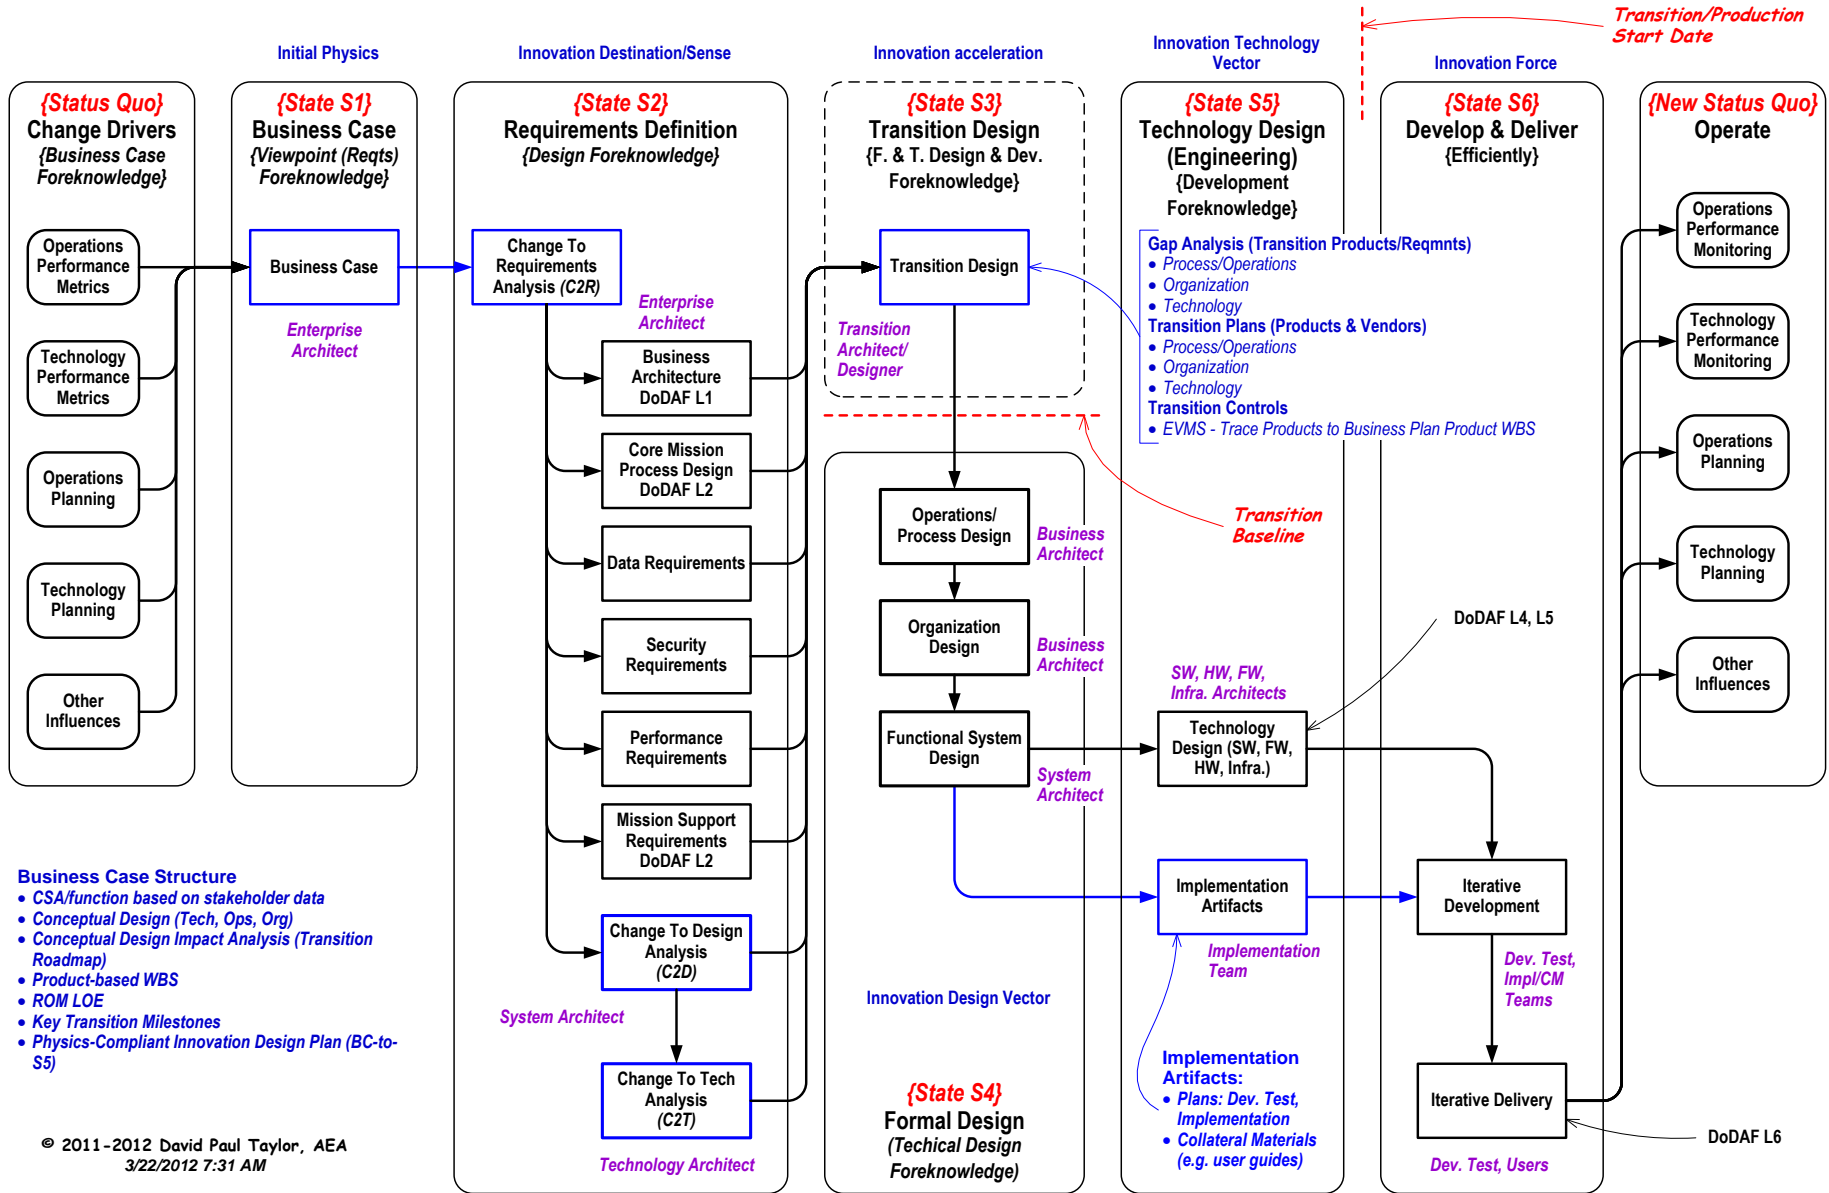 Transition/Production
Start Date
Initial Physics
Innovation Destination/Sense
Innovation acceleration
Innovation Technology
Vector
Innovation Force
{Status Quo}
Change Drivers
{Business Case
Foreknowledge}
Operations
Performance
Metrics
Technology
Performance
Metrics
Operations
Planning
Technology
Planning
Other
Influences
{State S1}
Business Case
{Viewpoint (Reqts)
Foreknowledge}
Business Case
Enterprise
Architect
{State S2}
Requirements Definition
{Design Foreknowledge}
Change To
Requirements
Analysis (C2R)
Enterprise
Architect
Business
Architecture
DoDAF L1
Core Mission
Process Design
DoDAF L2
Data Requirements
Security
Requirements
Performance
Requirements
Mission Support
Requirements
DoDAF L2
Change To Design
Analysis
(C2D)
System Architect
Change To Tech
Analysis
(C2T)
Technology Architect
{State S3}
Transition Design
{F. & T. Design & Dev.
Foreknowledge}
Transition Design
Transition
Architect/
Designer
Operations/
Process Design
Business
Architect
Organization
Design
Business
Architect
Functional System
Design
System
Architect
Innovation Design Vector
{State S4}
Formal Design
(Techical Design
Foreknowledge)
{State S5}
Technology Design
(Engineering)
{Development
Foreknowledge}
Gap Analysis (Transition Products/Reqmnts)
• Process/Operations
• Organization
• Technology
Transition Plans (Products & Vendors)
• Process/Operations
• Organization
• Technology
Transition Controls
• EVMS - Trace Products to Business Plan Product WBS
Transition
Baseline
SW, HW, FW,
Infra. Architects
Technology
Design (SW, FW,
HW, Infra.)
Implementation
Artifacts
Implementation
Team
Implementation
Artifacts:
• Plans: Dev. Test,
Implementation
• Collateral Materials
(e.g. user guides)
{State S6}
Develop & Deliver
{Efficiently}
DoDAF L4, L5
Iterative
Development
Dev. Test,
Impl/CM
Teams
Iterative Delivery
Dev. Test, Users
DoDAF L6
{New Status Quo}
Operate
Operations
Performance
Monitoring
Technology
Performance
Monitoring
Operations
Planning
Technology
Planning
Other
Influences
Business Case Structure
• CSA/function based on stakeholder data
• Conceptual Design (Tech, Ops, Org)
• Conceptual Design Impact Analysis (Transition
Roadmap)
• Product-based WBS
• ROM LOE
• Key Transition Milestones
• Physics-Compliant Innovation Design Plan (BC-to-
S5)
© 2011-2012 David Paul Taylor, AEA
3/22/2012 7:31 AM